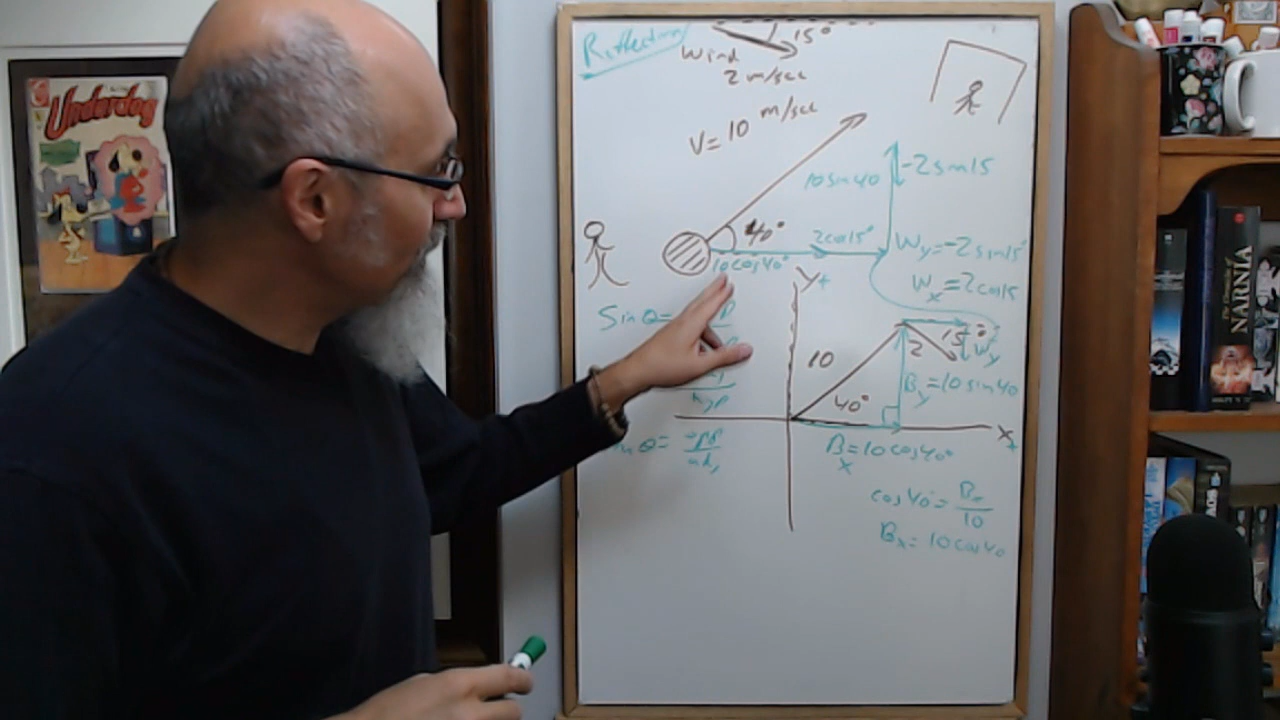 Underdog
Reflection
Wind
15°
2 m/sec
V=10 m/sec
10 sin 40
-2 sin 15
40°
2 cos 15°
10 cos 40°
Wy=-2 sin 15°
Wx=2 cos 15
Y+
Sin θ=
10
2
15°
Wy
By=10 sin 40
40°
hyp
X+
Bx=10 cos 40°
cos 40°= Bx/10
Bx= 10 cos 40
NARNIA